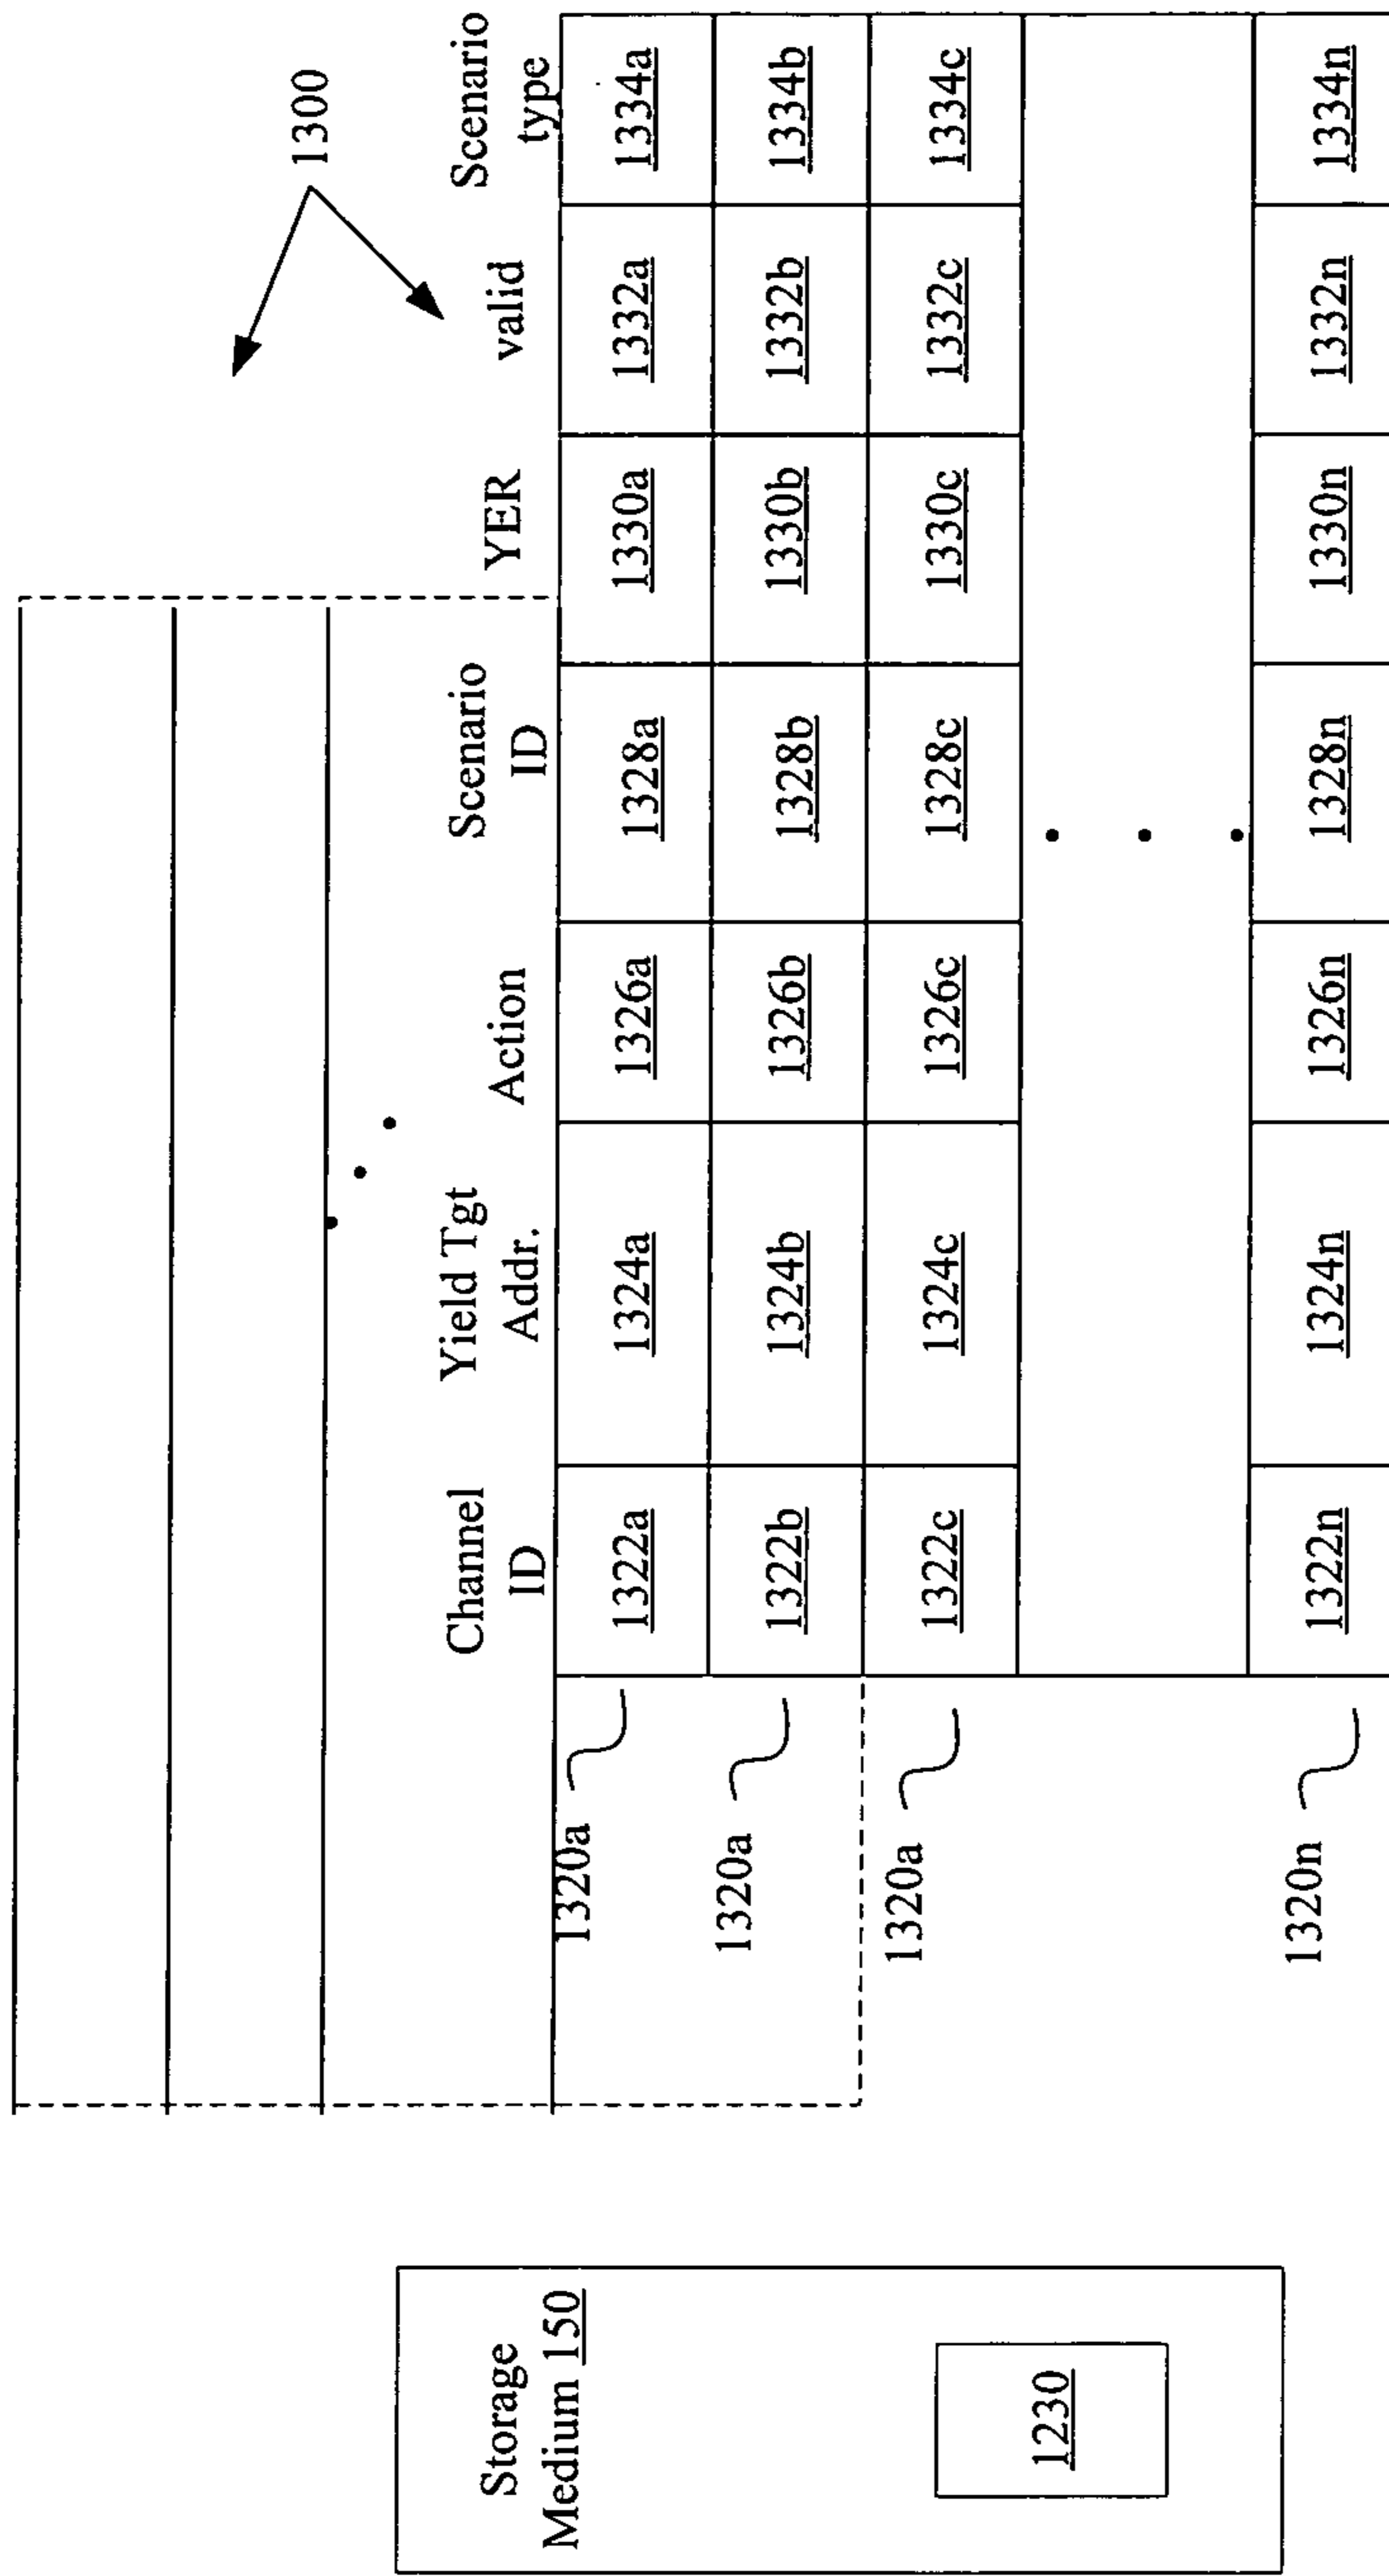 1300
Channel
ID
Yield Tgt
Addr.
Action
Scenario
ID
YER
valid
Scenario
type
1320a
1322a
1324a
1326a
1328a
1330a
1332a
1334a
1320a
1322b
1324b
1326b
1328b
1330b
1332b
1334b
1320a
1322c
1324c
1326c
1328c
1330c
1332c
1334c
1320n
1322n
1324n
1326n
1328n
1330n
1332n
1334n
Storage
Medium 150
1230